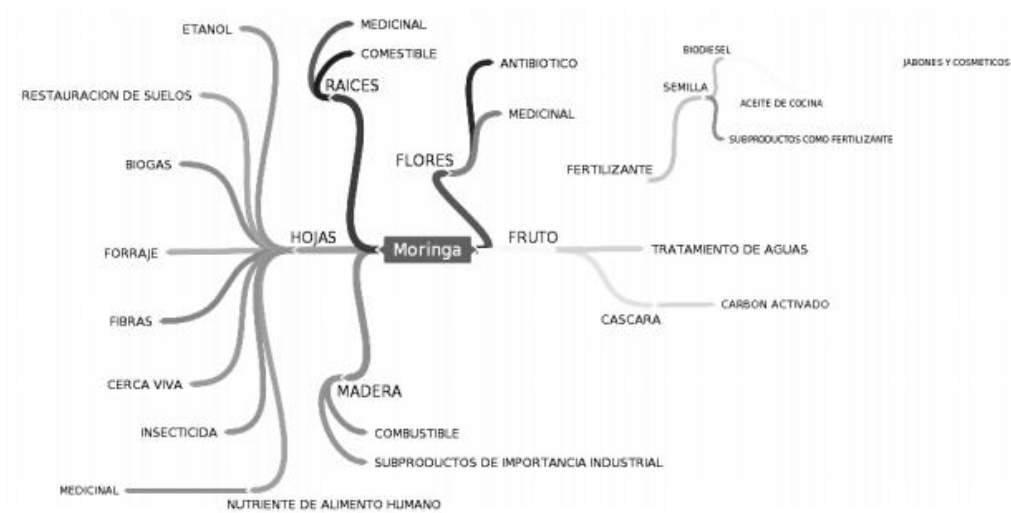 ETANOL
RESTAURACION DE SUELOS
BIOGAS
FORRAJE
FIBRAS
CERCA VIVA
INSECTICIDA
MEDICINAL
NUTRIENTE DE ALIMENTO HUMANO
HOJAS
MEDICINAL
COMESTIBLE
RAICES
Moringa
MADERA
COMBUSTIBLE
SUBPRODUCTOS DE IMPORTANCIA INDUSTRIAL
ANTIBIOTICO
MEDICINAL
FLORES
FRUTO
BIODIESEL
JABONES Y COSMETICOS
SEMILLA
ACEITE DE COCINA
SUBPRODUCTOS COMO FERTILIZANTE
FERTILIZANTE
TRATAMIENTO DE AGUAS
CASCARA
CARBON ACTIVADO